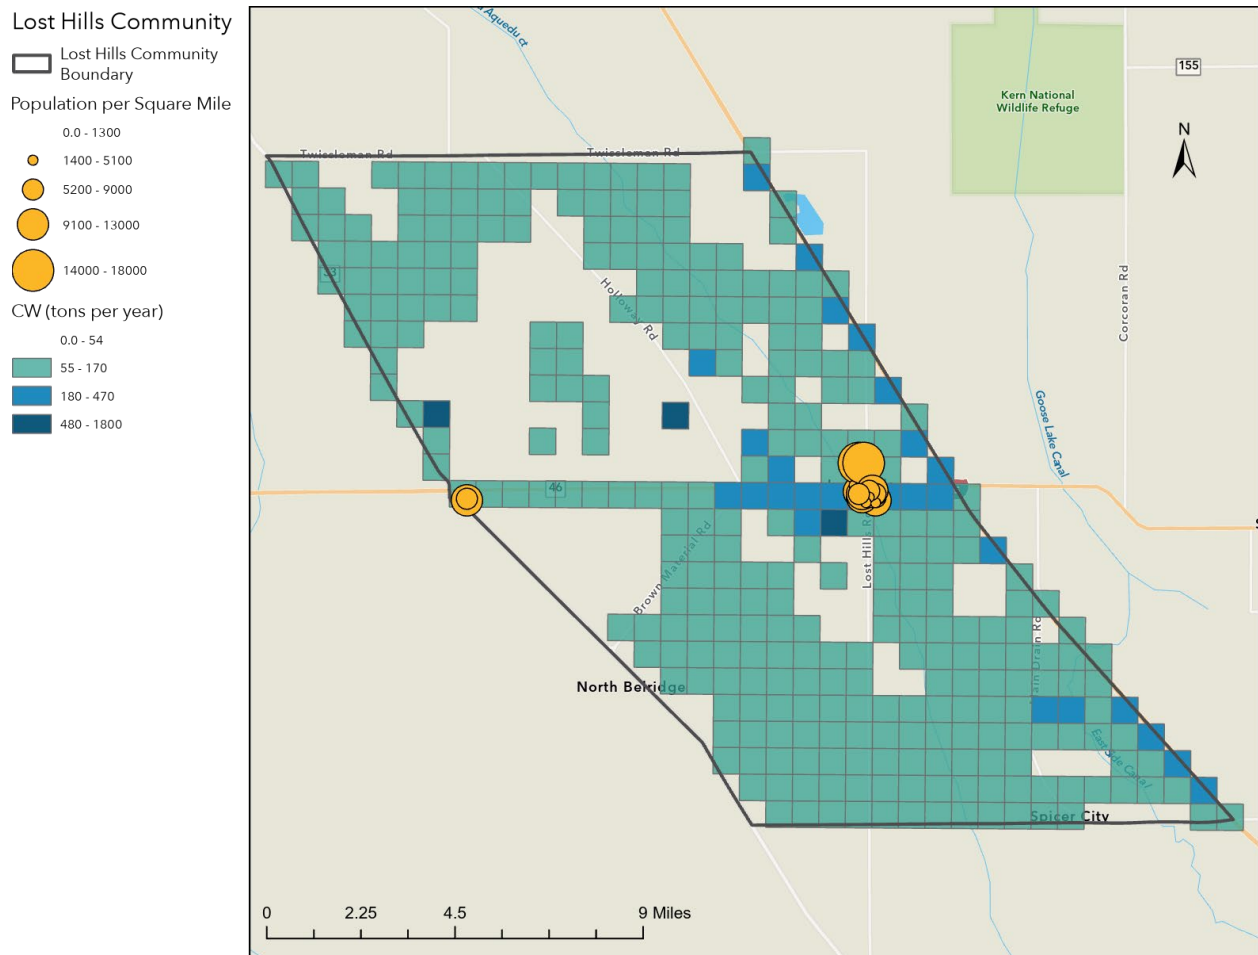 Lost Hills Community
Lost Hills Community
Boundary
Population per Square Mile
0.0 - 1300
1400 - 5100
5200 - 9000
9100 - 13000
14000 - 18000
CW (tons per year)
0.0 - 54
55 - 170
180 - 470
480 - 1800
Aqueduct
155
Kern National
Wildlife Refuge
N
Twisselman Rd
Twisselman Rd
33
Holloway Rd
Corcoran Rd
Goose Lake Canal
46
Lost Hills R
Brown Material Rd
North Belridge
ain Drain Rd
East Side Canal
Spicer City
0
2.25
4.5
9 Miles